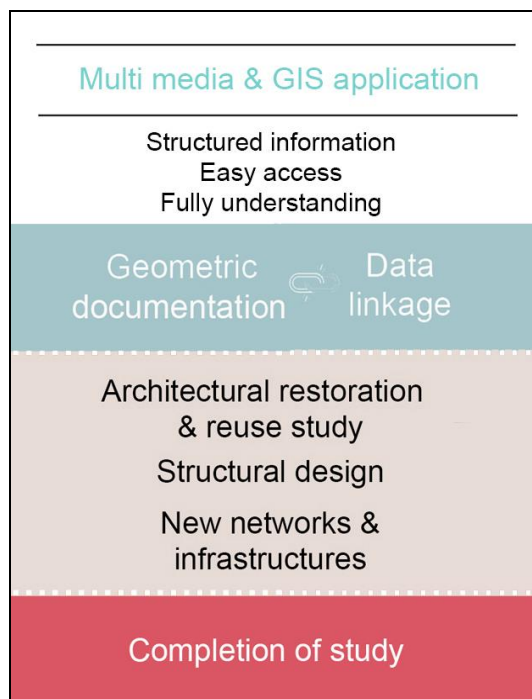 Multi media & GIS application
Structured information
Easy access
Fully understanding
Geometric documentation
Data linkage
Architectural restoration
& reuse study
Structural design
New networks &
infrastructures
Completion of study